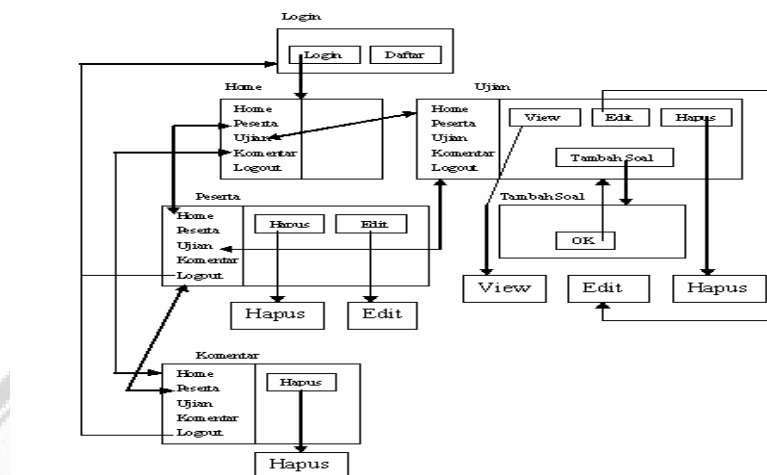 Login
Login Daftar
Home
Home
Peserta
Ujian
Komentar
Logout
Ujian
Home
Peserta
Ujian
Komentar
Logout
View Edit Hapus
Tambah Soal
Tambah Soal
OK
View Edit Hapus
Peserta
Home
Peserta
Ujian
Komentar
Logout
Hapus Edit
Hapus Edit
Komentar
Home
Peserta
Ujian
Komentar
Logout
Hapus
Hapus